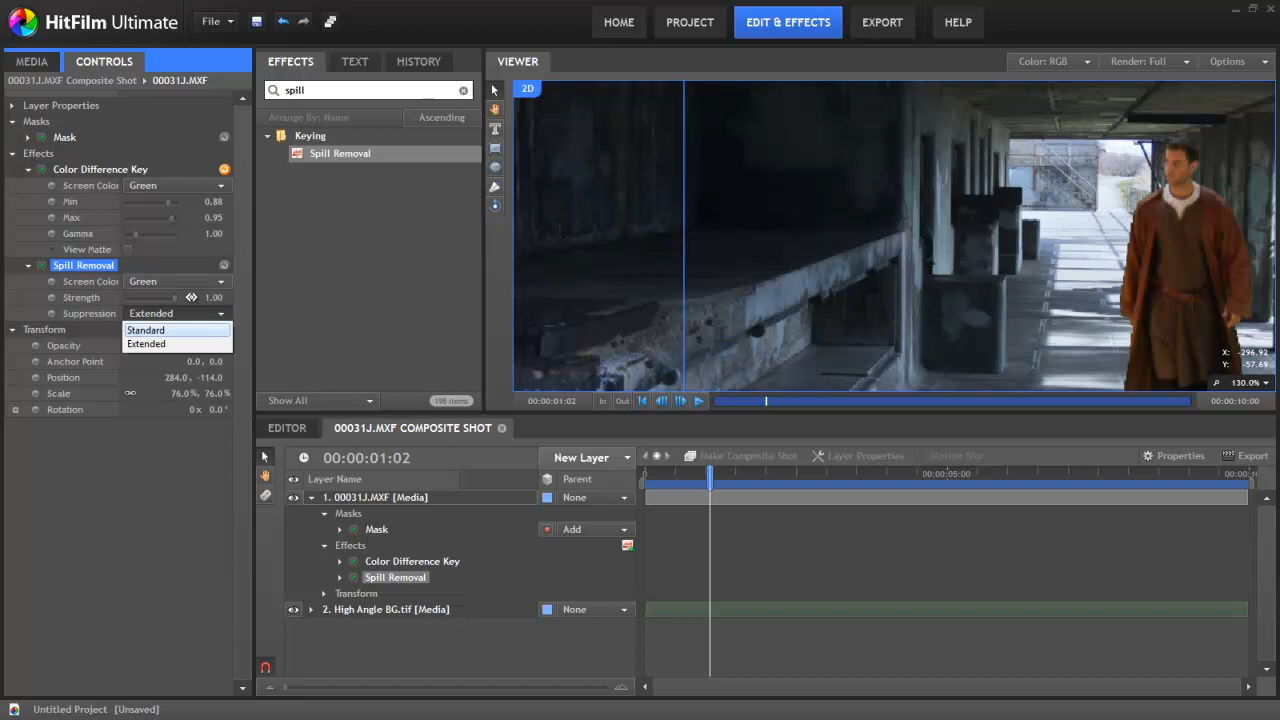 HitFilm Ultimate
File
HOME
PROJECT
EDIT & EFFECTS
EXPORT
HELP
MEDIA
CONTROLS
EFFECTS
TEXT
HISTORY
VIEWER
Color: RGB
Render: Full
Options
00031J.MXF Composite Shot
00031J.MXF
spill
2D
Layer Properties
Arrange By: Name
Ascending
Masks
Mask
Keying
Effects
Spill Removal
Color Difference Key
Screen Color
Green
Min
0.88
Max
0.95
Gamma
1.00
View Matte
Spill Removal
Screen Color
Green
Strength
1.00
Suppression
Extended
Transform
Standard
Opacity
Extended
Anchor Point
0.0, 0.0
Position
284.0, -114.0
Scale
76.0%, 76.0%
Rotation
0 x 0.0°
X: -296.92
Y: -57.69
130.0%
Show All
198 items
00:00:01:02
In
Out
00:00:10:00
EDITOR
00031J.MXF COMPOSITE SHOT
00:00:01:02
New Layer
Make Composite Shot
Layer Properties
Motion Blur
Properties
Export
Layer Name
Parent
00:00:05:00
1. 00031J.MXF [Media]
None
Masks
Mask
Add
Effects
Color Difference Key
Spill Removal
Transform
2. High Angle BG.tif [Media]
None
Untitled Project [Unsaved]